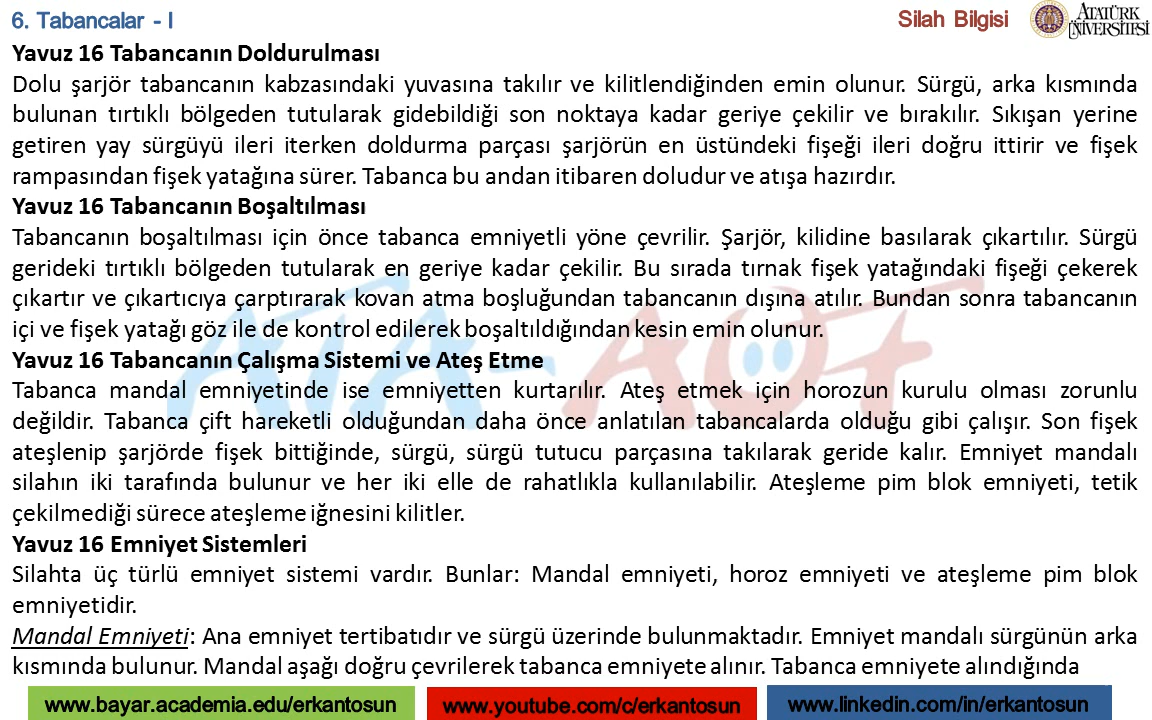 6. Tabancalar - I
Silah Bilgisi
ATATÜRK
ÜNİVERSİTESİ
Yavuz 16 Tabancanın Doldurulması
Dolu şarjör tabancanın kabzasındaki yuvasına takılır ve kilitlendiğinden emin olunur. Sürgü, arka kısmında
bulunan tırtıklı bölgeden tutularak gidebildiği son noktaya kadar geriye çekilir ve bırakılır. Sıkışan yerine
getiren yay sürgüyü ileri iterken doldurma parçası şarjörün en üstündeki fişeği ileri doğru ittirir ve fişek
rampasından fişek yatağına sürer. Tabanca bu andan itibaren doludur ve atışa hazırdır.
Yavuz 16 Tabancanın Boşaltılması
Tabancanın boşaltılması için önce tabanca emniyetli yöne çevrilir. Şarjör, kilidine basılarak çıkartılır. Sürgü
gerideki tırtıklı bölgeden tutularak en geriye kadar çekilir. Bu sırada tırnak fişek yatağındaki fişeği çekerek
çıkartır ve çıkartıcıya çarptırarak kovan atma boşluğundan tabancanın dışına atılır. Bundan sonra tabancanın
içi ve fişek yatağı göz ile de kontrol edilerek boşaltıldığından kesin emin olunur.
Yavuz 16 Tabancanın Çalışma Sistemi ve Ateş Etme
Tabanca mandal emniyetinde ise emniyetten kurtarılır. Ateş etmek için horozun kurulu olması zorunlu
değildir. Tabanca çift hareketli olduğundan daha önce anlatılan tabancalarda olduğu gibi çalışır. Son fişek
ateşlenip şarjörde fişek bittiğinde, sürgü, sürgü tutucu parçasına takılarak geride kalır. Emniyet mandalı
silahın iki tarafında bulunur ve her iki elle de rahatlıkla kullanılabilir. Ateşleme pim blok emniyeti, tetik
çekilmediği sürece ateşleme iğnesini kilitler.
Yavuz 16 Emniyet Sistemleri
Silahta üç türlü emniyet sistemi vardır. Bunlar: Mandal emniyeti, horoz emniyeti ve ateşleme pim blok
emniyetidir.
Mandal Emniyeti: Ana emniyet tertibatıdır ve sürgü üzerinde bulunmaktadır. Emniyet mandalı sürgünün arka
kısmında bulunur. Mandal aşağı doğru çevrilerek tabanca emniyete alınır. Tabanca emniyete alındığında
ATA-AÖF
www.bayar.academia.edu/erkantosun
www.youtube.com/c/erkantosun
www.linkedin.com/in/erkantosun